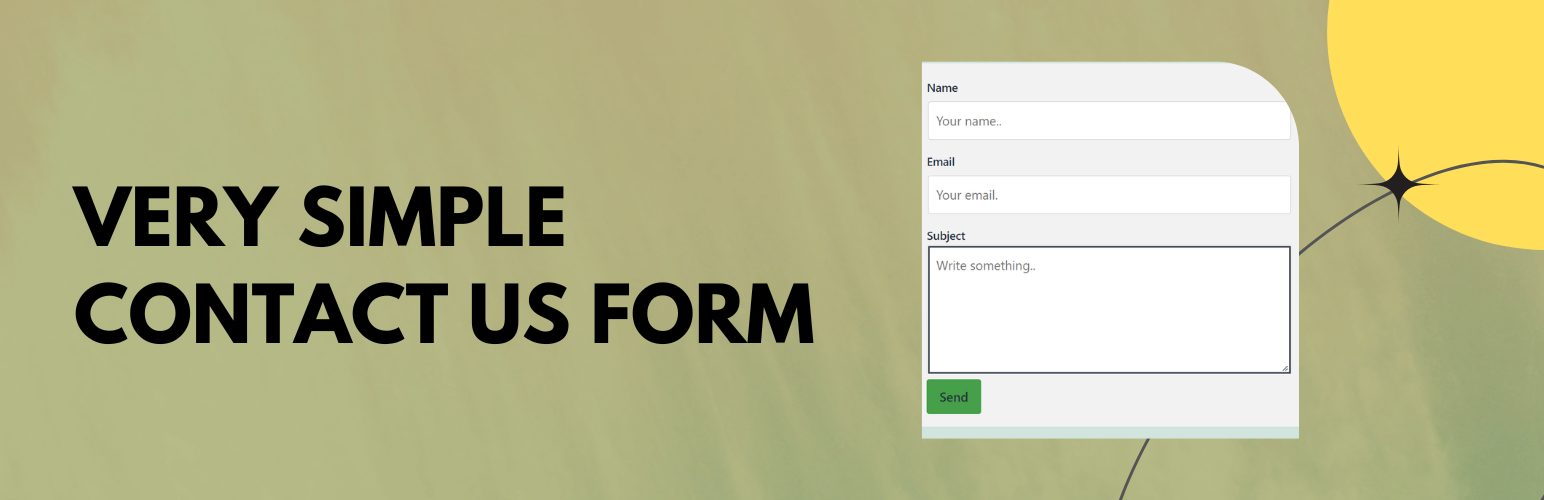 VERY SIMPLE
CONTACT US FORM
Name
Your name..
Email
Your email.
Subject
Write something..
Send